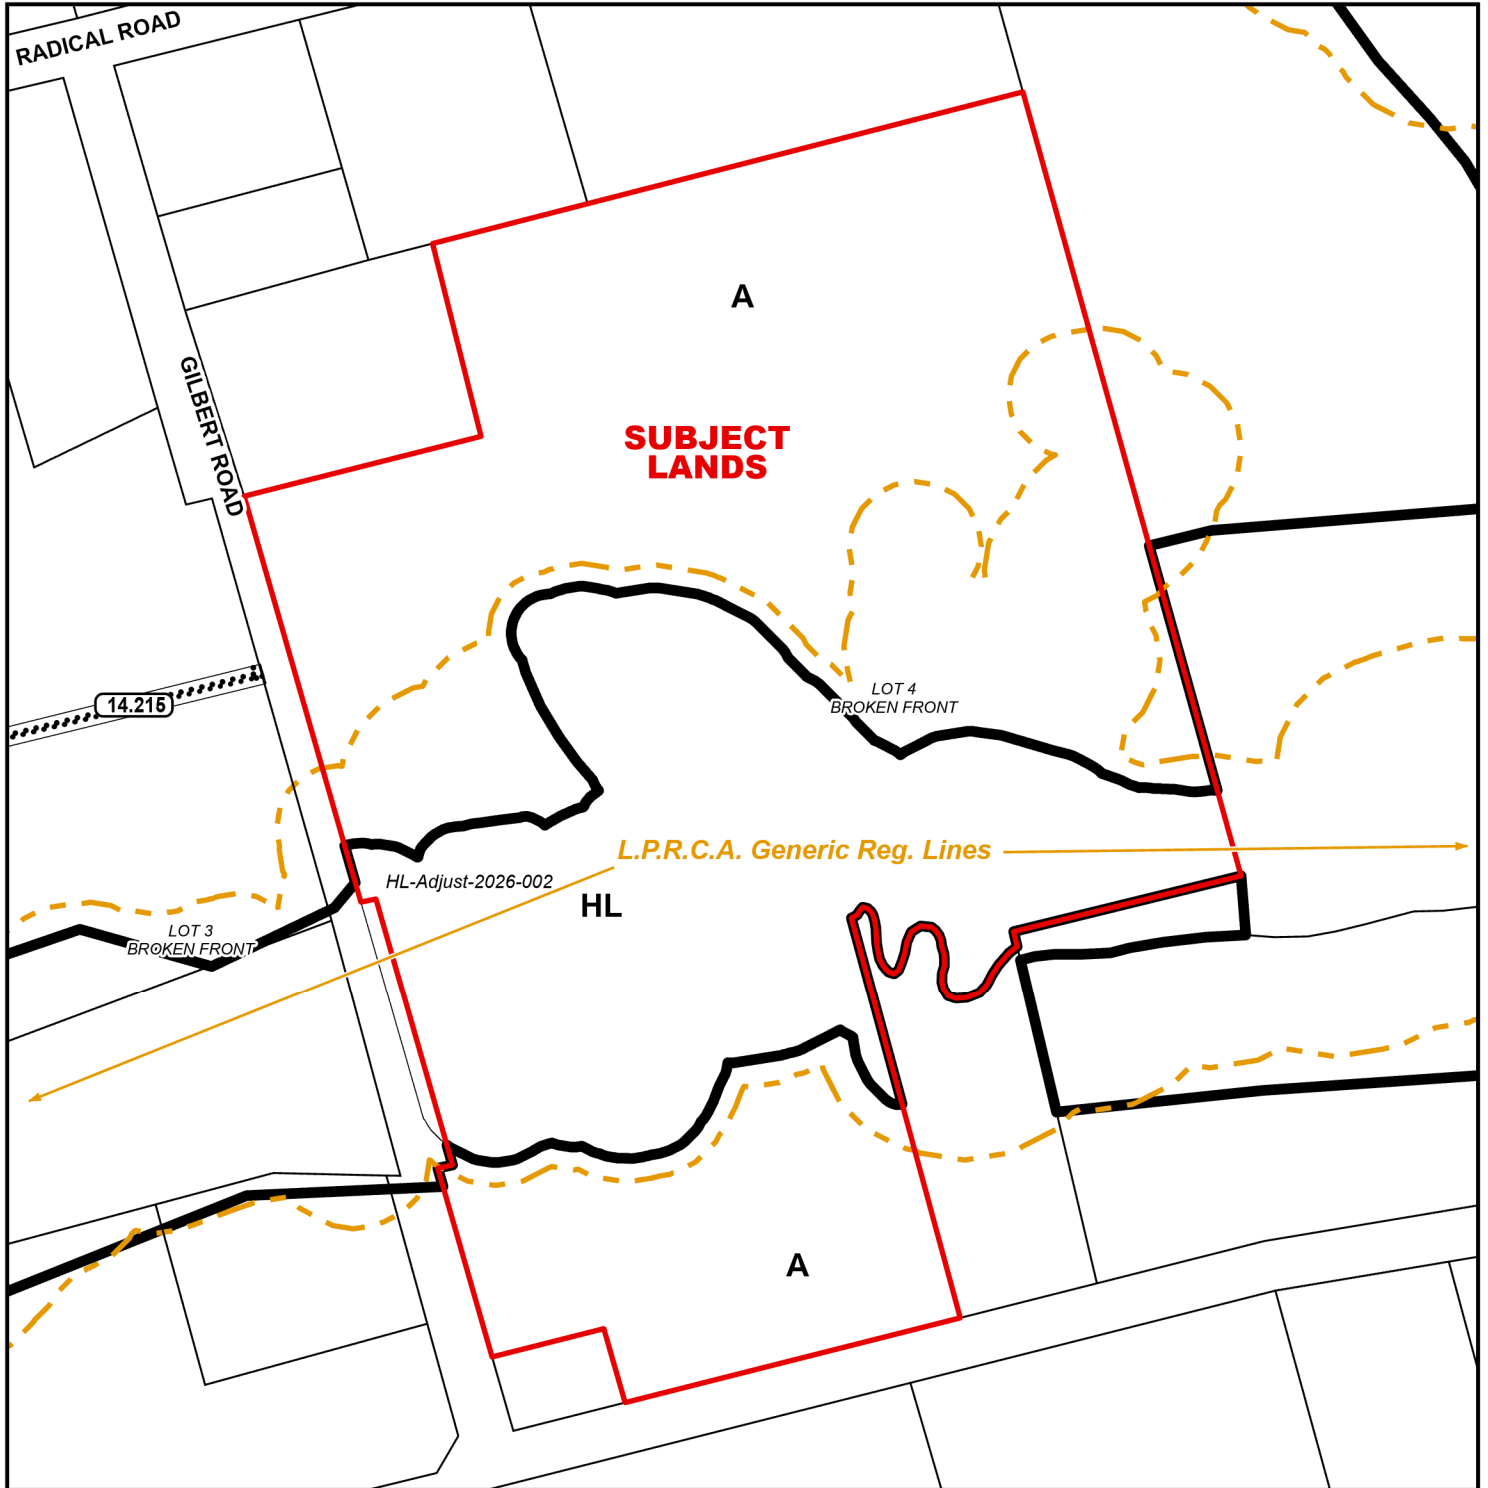 RADICAL ROAD
A
GILBERT ROAD
SUBJECT
LANDS
14.215
LOT 4
BROKEN FRONT
L.P.R.C.A. Generic Reg. Lines
HL-Adjust-2026-002
HL
LOT 3
BROKEN FRONT
A